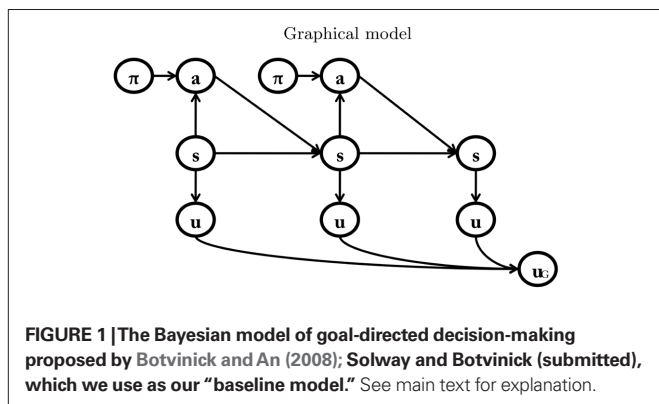 Graphical model
π a π a
s s s
u u u
u_G
FIGURE 1 | The Bayesian model of goal-directed decision-making
proposed by Botvinick and An (2008); Solway and Botvinick (submitted),
which we use as our “baseline model.” See main text for explanation.